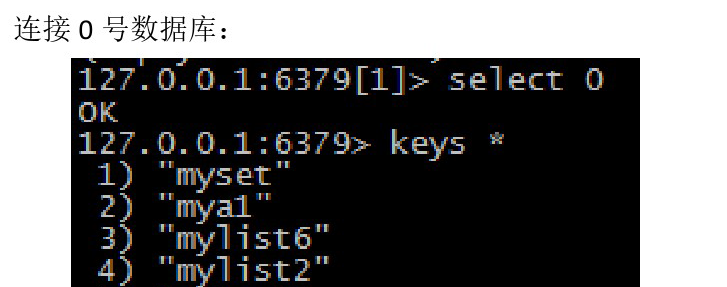 连接 0 号数据库：
127.0.0.1:6379[1]> select 0
OK
127.0.0.1:6379> keys *
1) "myset"
2) "mya1"
3) "mylist6"
4) "mylist2"